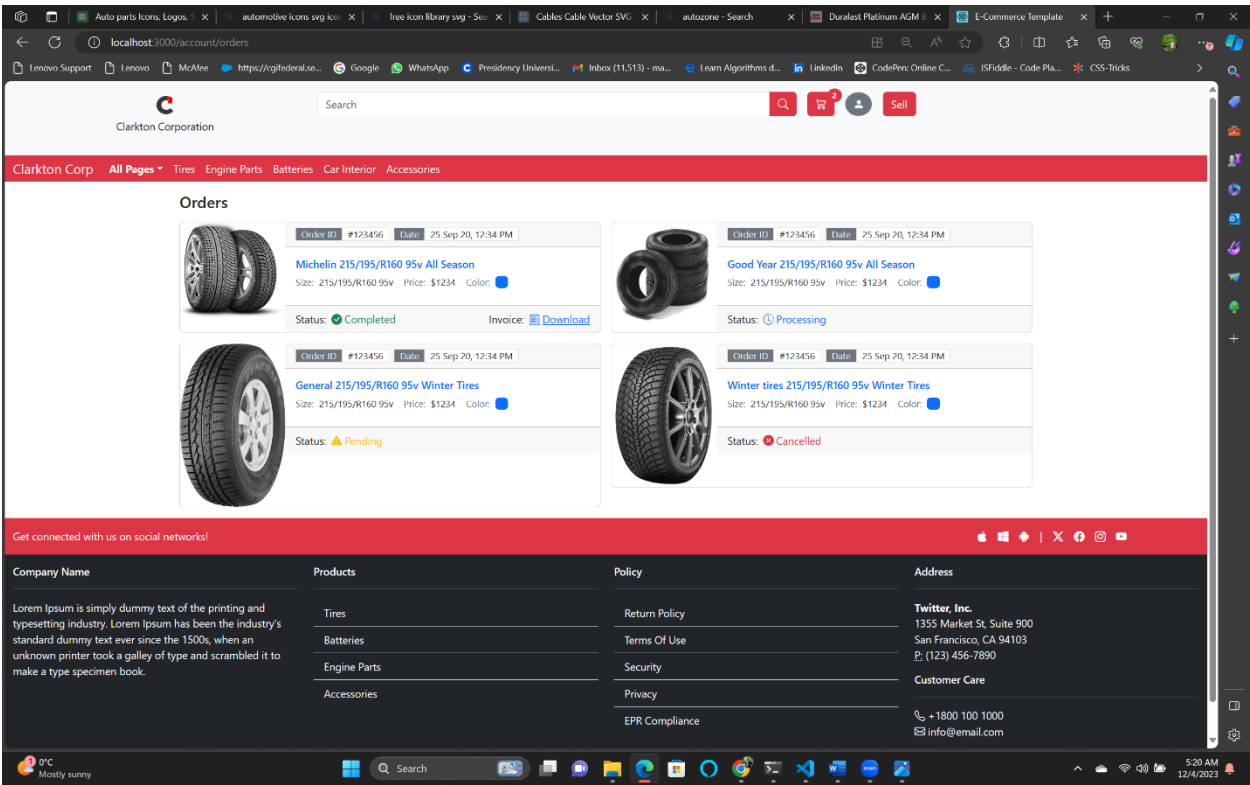 Auto parts Icons, Logos, S
automotive icons svg icon
free icon library svg - Sea
Cables Cable Vector SVG
autozone - Search
Duralast Platinum AGM B
E-Commerce Template
localhost:3000/account/orders
Lenovo Support
Lenovo
McAfee
https://cgifederal.se...
Google
WhatsApp
Presidency Universi...
Inbox (11,513) - ma...
Learn Algorithms d...
LinkedIn
CodePen: Online C...
JSFiddle - Code Pla...
CSS-Tricks
Clarkton Corporation
Search
2
Sell
Clarkton Corp
All Pages
Tires
Engine Parts
Batteries
Car Interior
Accessories
Orders
Order ID #123456 Date 25 Sep 20, 12:34 PM
Michelin 215/195/R160 95v All Season
Size: 215/195/R160 95v Price: $1234 Color:
Status: Completed Invoice: Download
Order ID #123456 Date 25 Sep 20, 12:34 PM
Good Year 215/195/R160 95v All Season
Size: 215/195/R160 95v Price: $1234 Color:
Status: Processing
Order ID #123456 Date 25 Sep 20, 12:34 PM
General 215/195/R160 95v Winter Tires
Size: 215/195/R160 95v Price: $1234 Color:
Status: Pending
Order ID #123456 Date 25 Sep 20, 12:34 PM
Winter tires 215/195/R160 95v Winter Tires
Size: 215/195/R160 95v Price: $1234 Color:
Status: Cancelled
Get connected with us on social networks!
Company Name
Lorem Ipsum is simply dummy text of the printing and
typesetting industry. Lorem Ipsum has been the industry's
standard dummy text ever since the 1500s, when an
unknown printer took a galley of type and scrambled it to
make a type specimen book.
Products
Tires
Batteries
Engine Parts
Accessories
Policy
Return Policy
Terms Of Use
Security
Privacy
EPR Compliance
Address
Twitter, Inc.
1355 Market St, Suite 900
San Francisco, CA 94103
P: (123) 456-7890
Customer Care
+1800 100 1000
info@email.com
1
0°C
Mostly sunny
Search
5:20 AM
12/4/2023